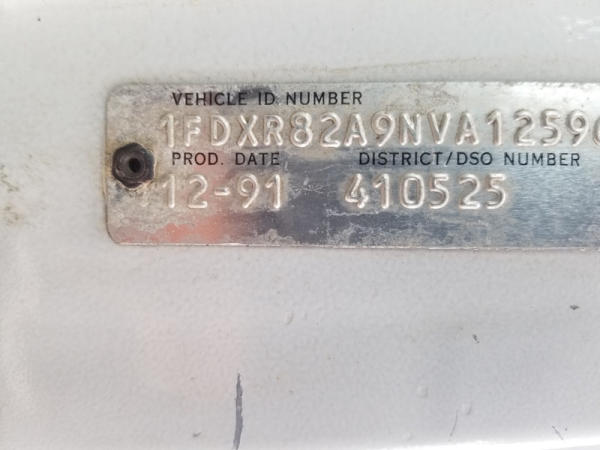 VEHICLE ID NUMBER
1FDXR82A9NVA1259
PROD. DATE DISTRICT/DSO NUMBER
12-91 410525